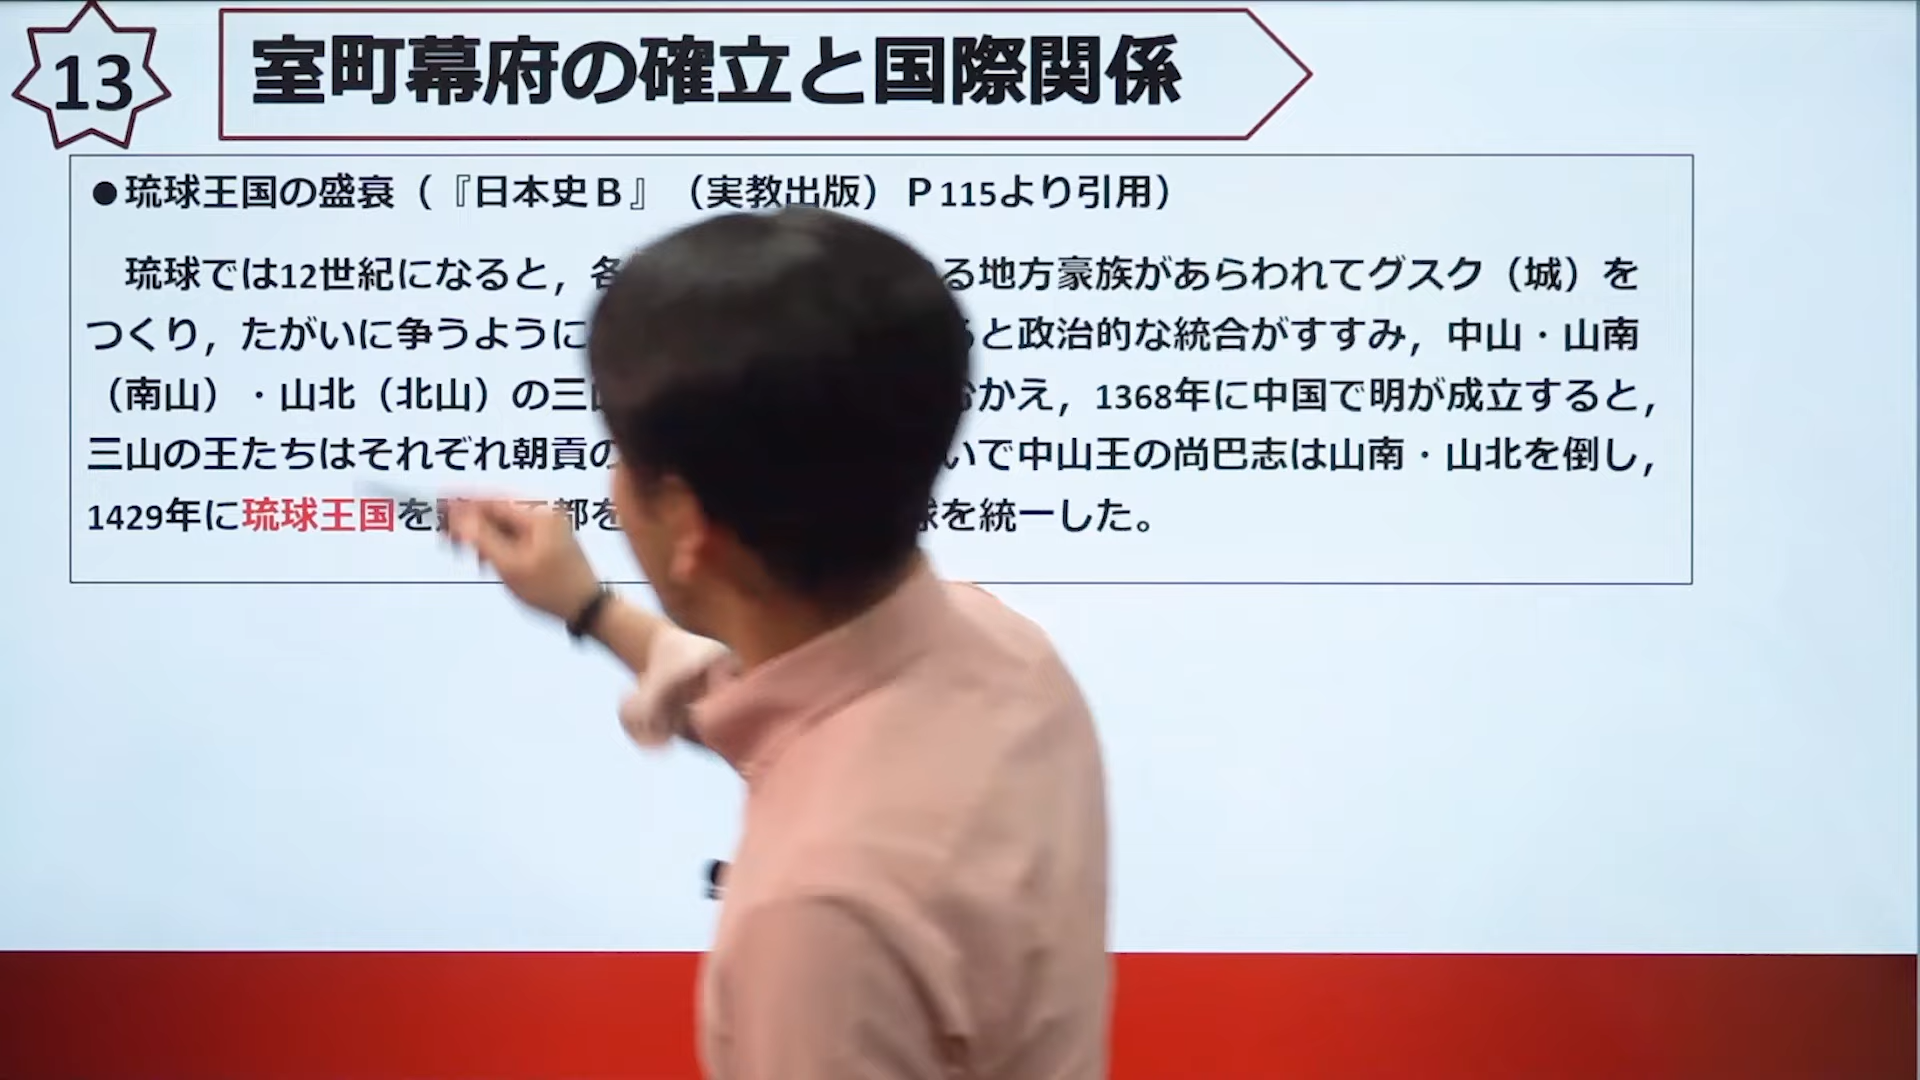 13
室町幕府の確立と国際関係
●琉球王国の盛衰（『日本史Ｂ』（実教出版）Ｐ115より引用）
琉球では12世紀になると，各 る地方豪族があらわれてグスク（城）を
つくり，たがいに争うように ると政治的な統合がすすみ，中山・山南
（南山）・山北（北山）の三 むかえ，1368年に中国で明が成立すると，
三山の王たちはそれぞれ朝貢の いで中山王の尚巴志は山南・山北を倒し，
1429年に琉球王国を 都を 球を統一した。